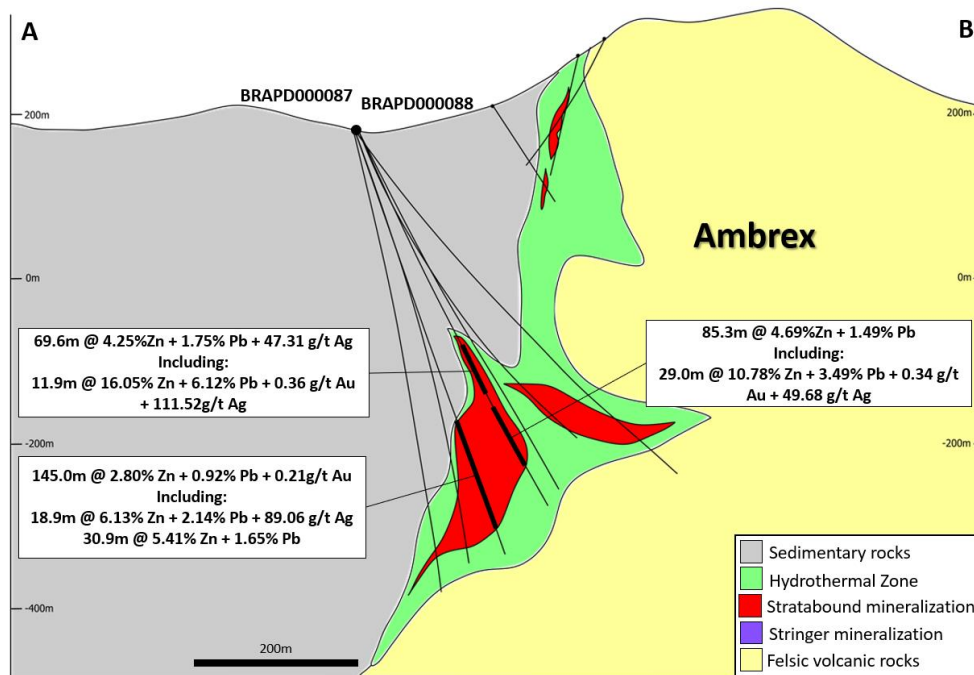 A
B
BRAPD000087
BRAPD000088
200m
200m
Ambrex
0m
0m
69.6m @ 4.25%Zn + 1.75% Pb + 47.31 g/t Ag
Including:
11.9m @ 16.05% Zn + 6.12% Pb + 0.36 g/t Au
+ 111.52g/t Ag
85.3m @ 4.69%Zn + 1.49% Pb
Including:
29.0m @ 10.78% Zn + 3.49% Pb + 0.34 g/t
Au + 49.68 g/t Ag
-200m
-200m
145.0m @ 2.80% Zn + 0.92% Pb + 0.21g/t Au
Including:
18.9m @ 6.13% Zn + 2.14% Pb + 89.06 g/t Ag
30.9m @ 5.41% Zn + 1.65% Pb
-400m
200m
Sedimentary rocks
Hydrothermal Zone
Stratabound mineralization
Stringer mineralization
Felsic volcanic rocks